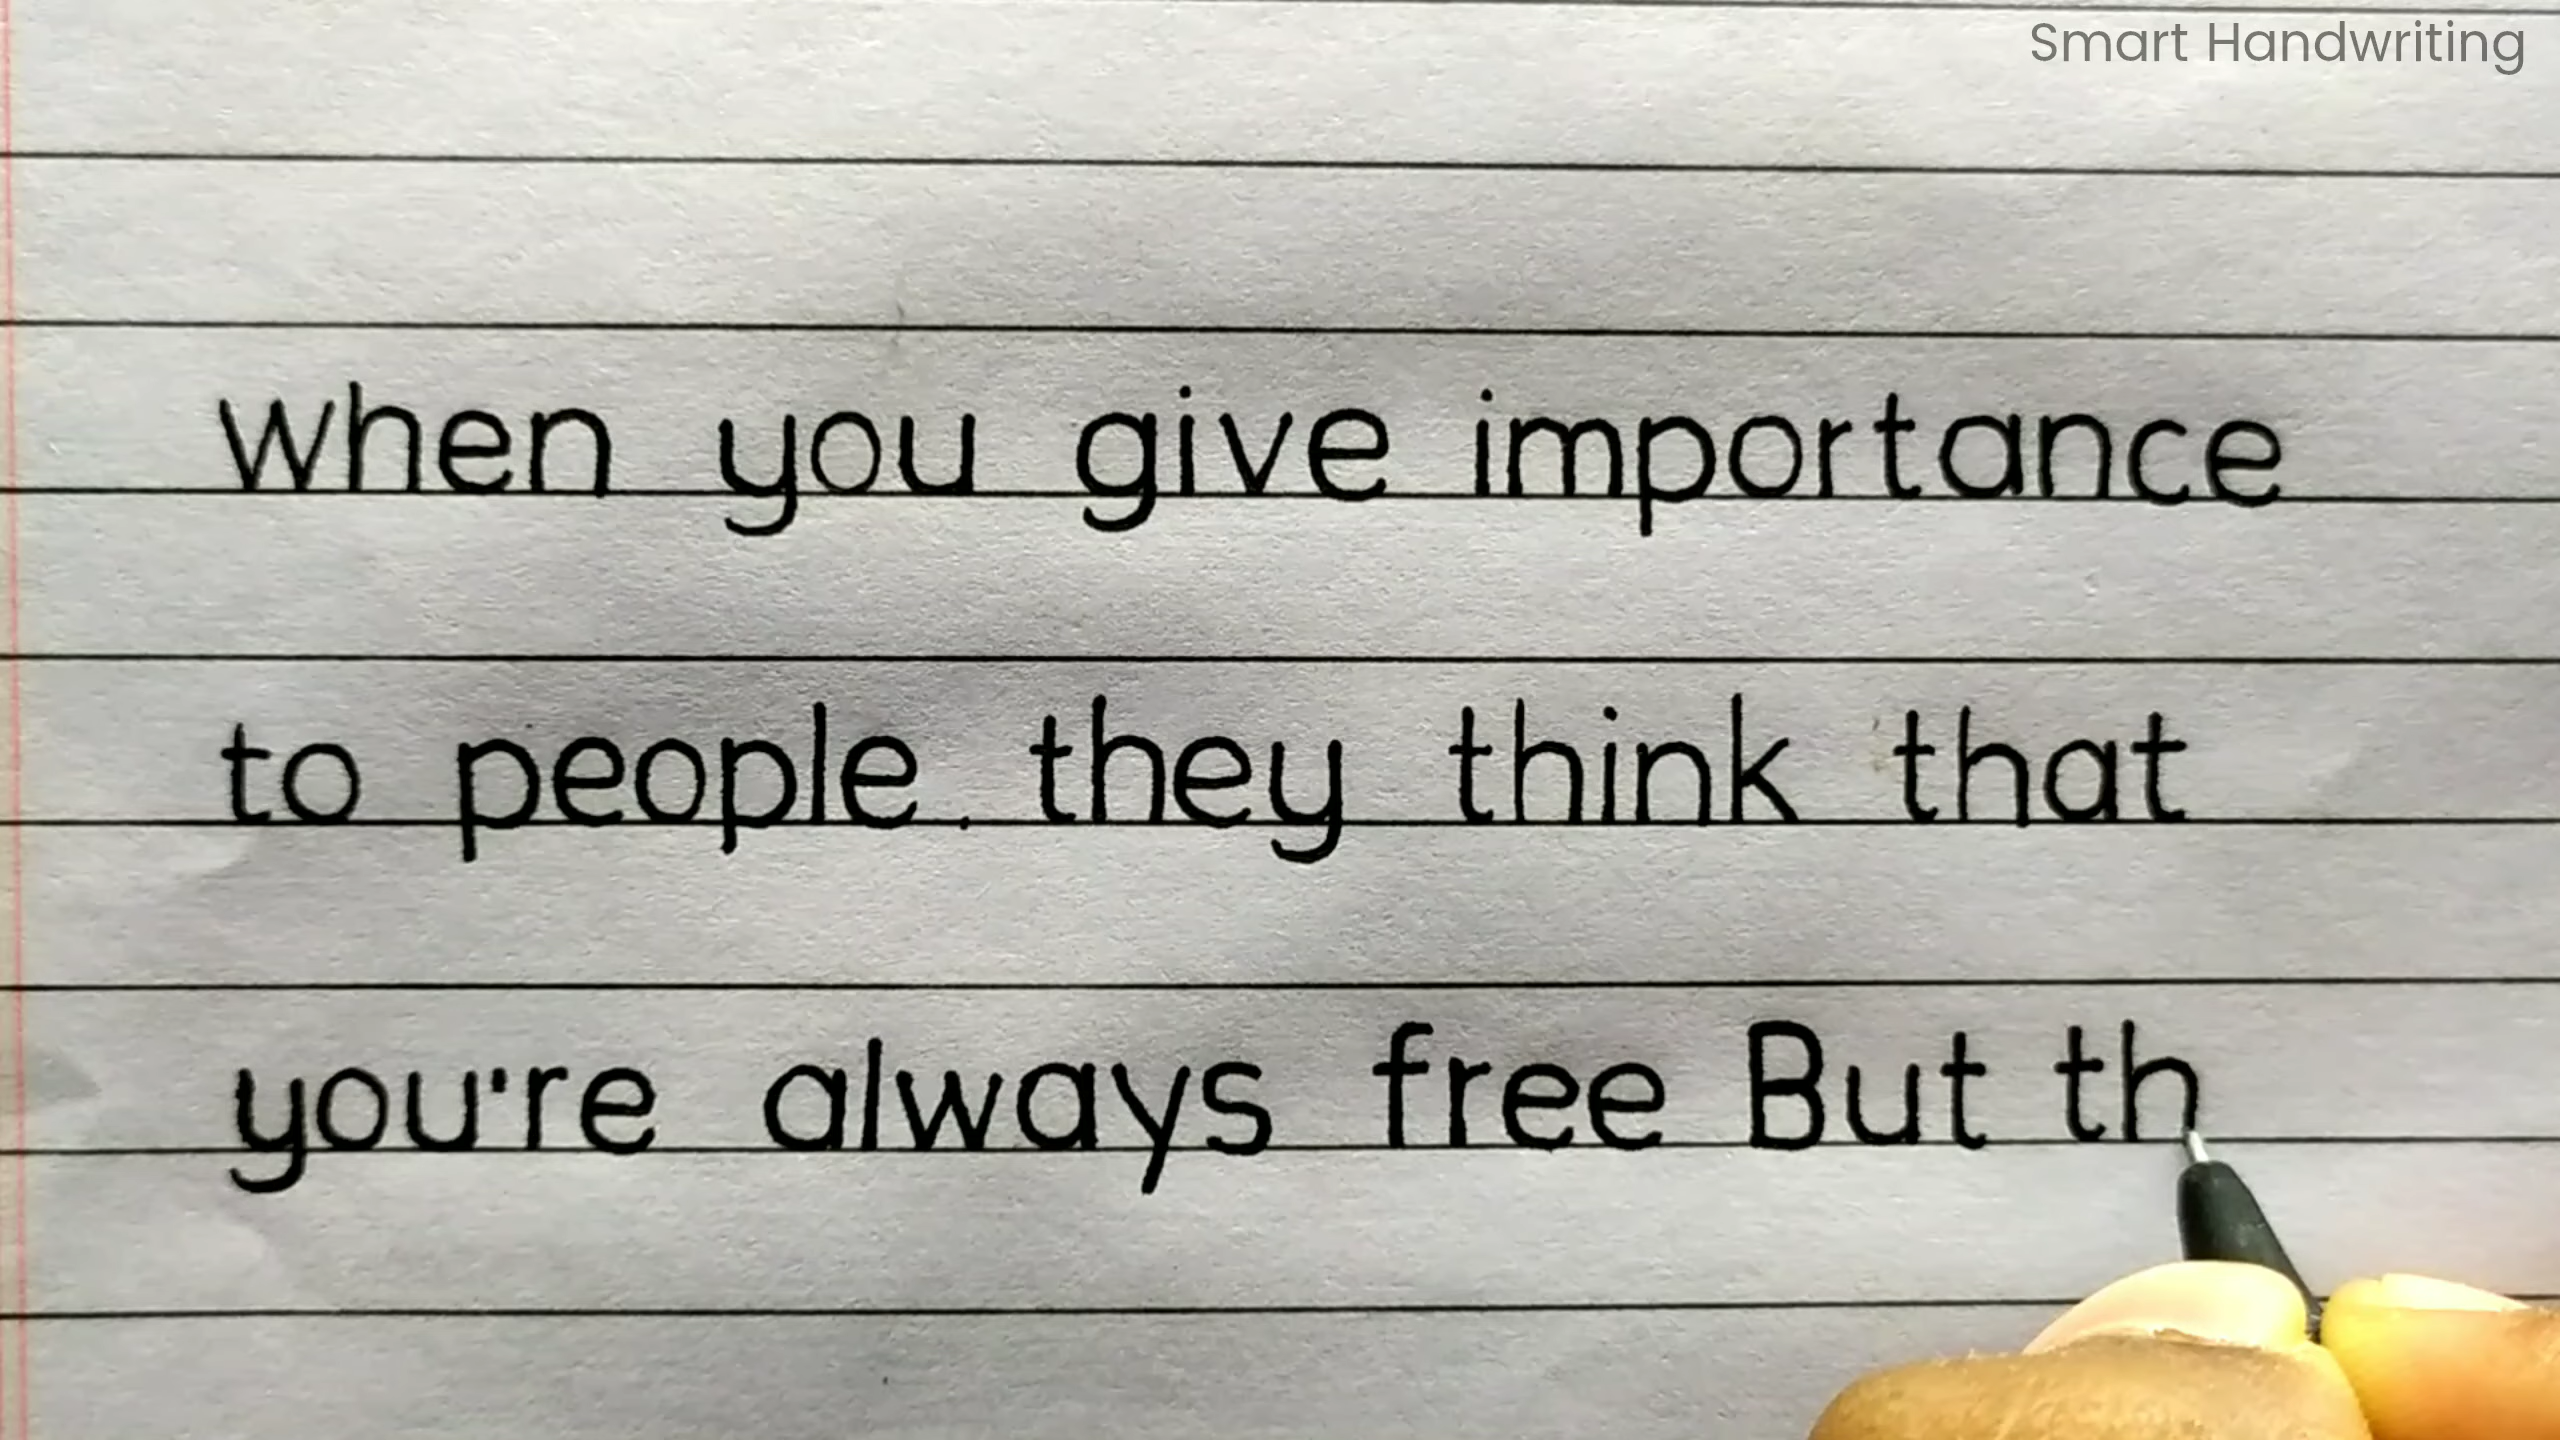 Smart Handwriting
when you give importance
to people. they think that
you're always free But th